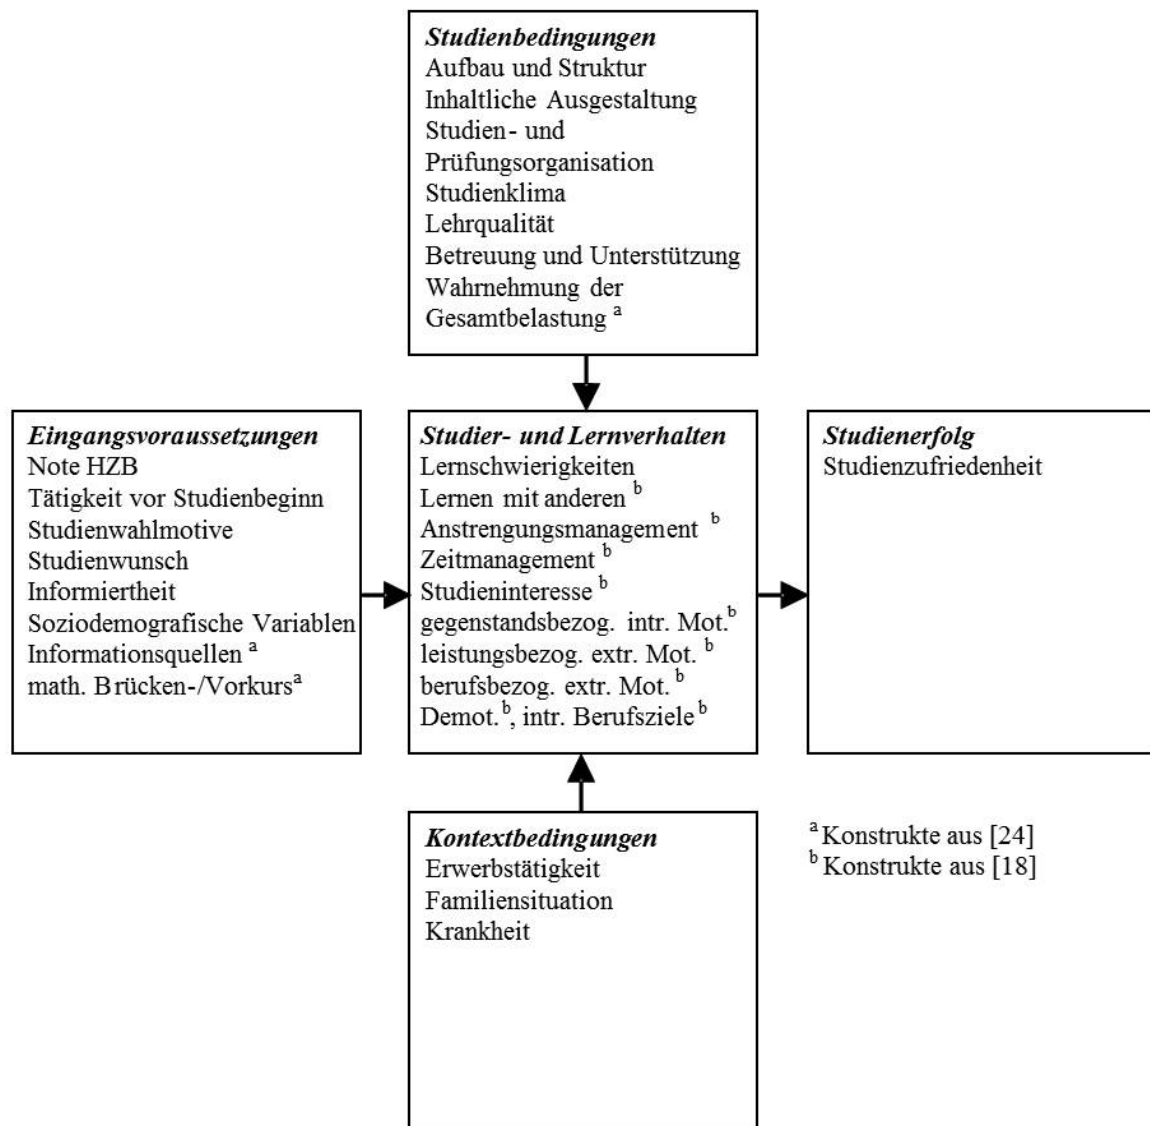 Studienbedingungen
Aufbau und Struktur
Inhaltliche Ausgestaltung
Studien- und
Prüfungsorganisation
Studienklima
Lehrqualität
Betreuung und Unterstützung
Wahrnehmung der
Gesamtbelastung a
Eingangsvoraussetzungen
Note HZB
Tätigkeit vor Studienbeginn
Studienwahlmotive
Studienwunsch
Informiertheit
Soziodemografische Variablen
Informationsquellen a
math. Brücken-/Vorkurs a
Studier- und Lernverhalten
Lernschwierigkeiten
Lernen mit anderen b
Anstrengungsmanagement b
Zeitmanagement b
Studieninteresse b
gegenstandsbezog. intr. Mot. b
leistungsbezog. extr. Mot. b
berufsbezog. extr. Mot. b
Demot. b, intr. Berufsziele b
Studienerfolg
Studienzufriedenheit
Kontextbedingungen
Erwerbstätigkeit
Familiensituation
Krankheit
a Konstrukte aus [24]
b Konstrukte aus [18]